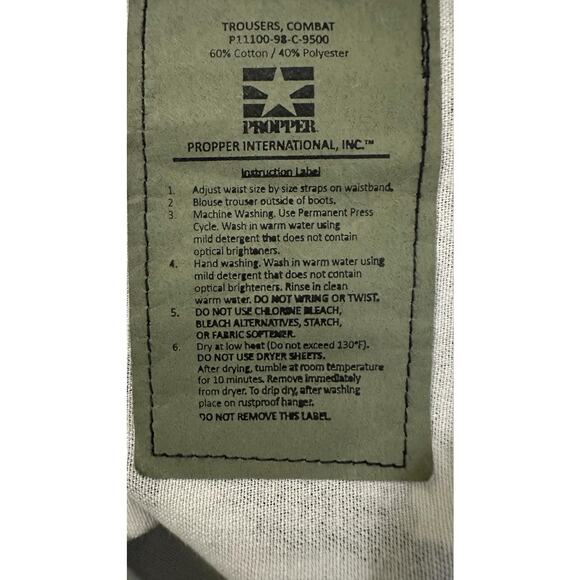 TROUSERS, COMBAT
P11100-98-C-9500
60% Cotton / 40% Polyester
PROPPER
PROPPER INTERNATIONAL, INC.™
Instruction Label
1. Adjust waist size by size straps on waistband.
2 Blouse trouser outside of boots.
3. Machine Washing. Use Permanent Press
Cycle. Wash in warm water using
mild detergent that does not contain
optical brighteners.
4. Hand washing. Wash in warm water using
mild detergent that does not contain
optical brighteners. Rinse in clean
warm water. DO NOT WRING OR TWIST.
5. DO NOT USE CHLORINE BLEACH,
BLEACH ALTERNATIVES, STARCH,
OR FABRIC SOFTENER.
6. Dry at low heat (Do not exceed 130°F).
DO NOT USE DRYER SHEETS.
After drying, tumble at room temperature
for 10 minutes. Remove immediately
from dryer. To drip dry, after washing
place on rustproof hanger.
DO NOT REMOVE THIS LABEL.